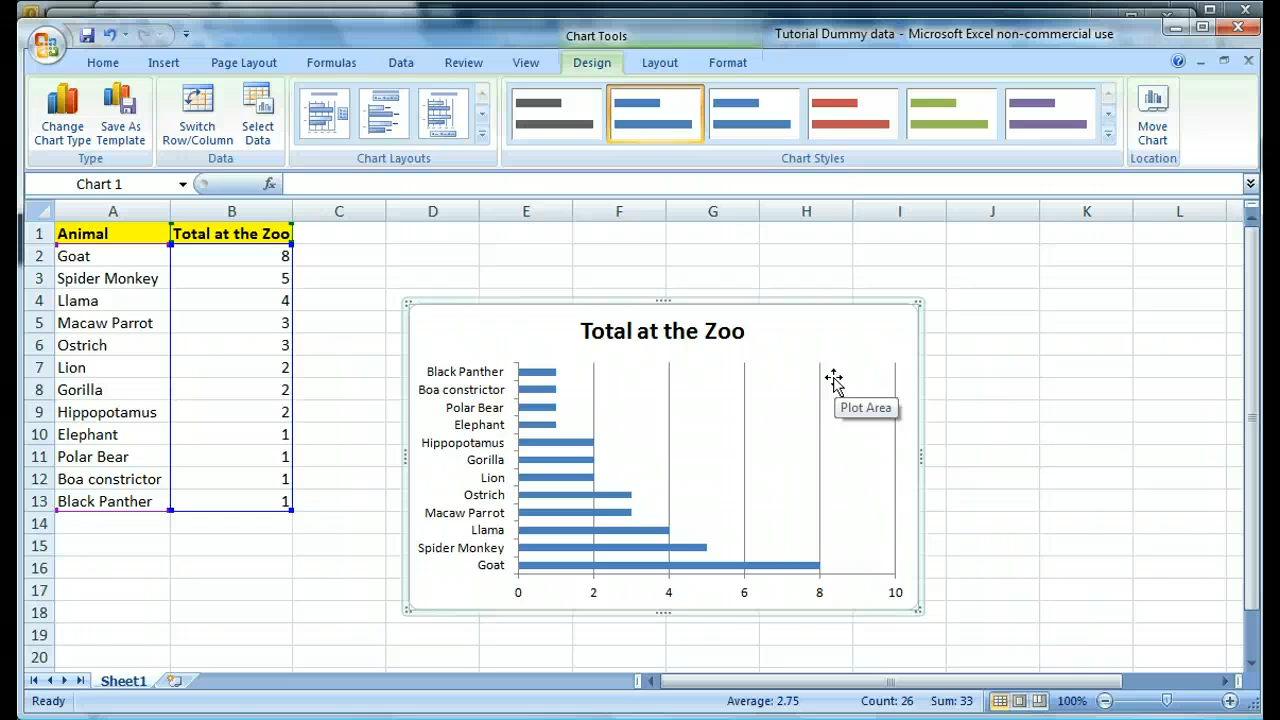 Chart Tools
Tutorial Dummy data - Microsoft Excel non-commercial use
Home Insert Page Layout Formulas Data Review View Design Layout Format
Change Chart Type
Save As Template
Switch Row/Column
Select Data
Move Chart
Type Data Chart Layouts Chart Styles Location
Chart 1 fx
A B C D E F G H I J K L
1 Animal Total at the Zoo
2 Goat 8
3 Spider Monkey 5
4 Llama 4
5 Macaw Parrot 3
6 Ostrich 3
7 Lion 2
8 Gorilla 2
9 Hippopotamus 2
10 Elephant 1
11 Polar Bear 1
12 Boa constrictor 1
13 Black Panther 1
14
15
16
17
18
19
20
Total at the Zoo
Black Panther
Boa constrictor
Polar Bear
Elephant
Hippopotamus
Gorilla
Lion
Ostrich
Macaw Parrot
Llama
Spider Monkey
Goat
0 2 4 6 8 10
Plot Area
Sheet1
Ready Average: 2.75 Count: 26 Sum: 33 100%